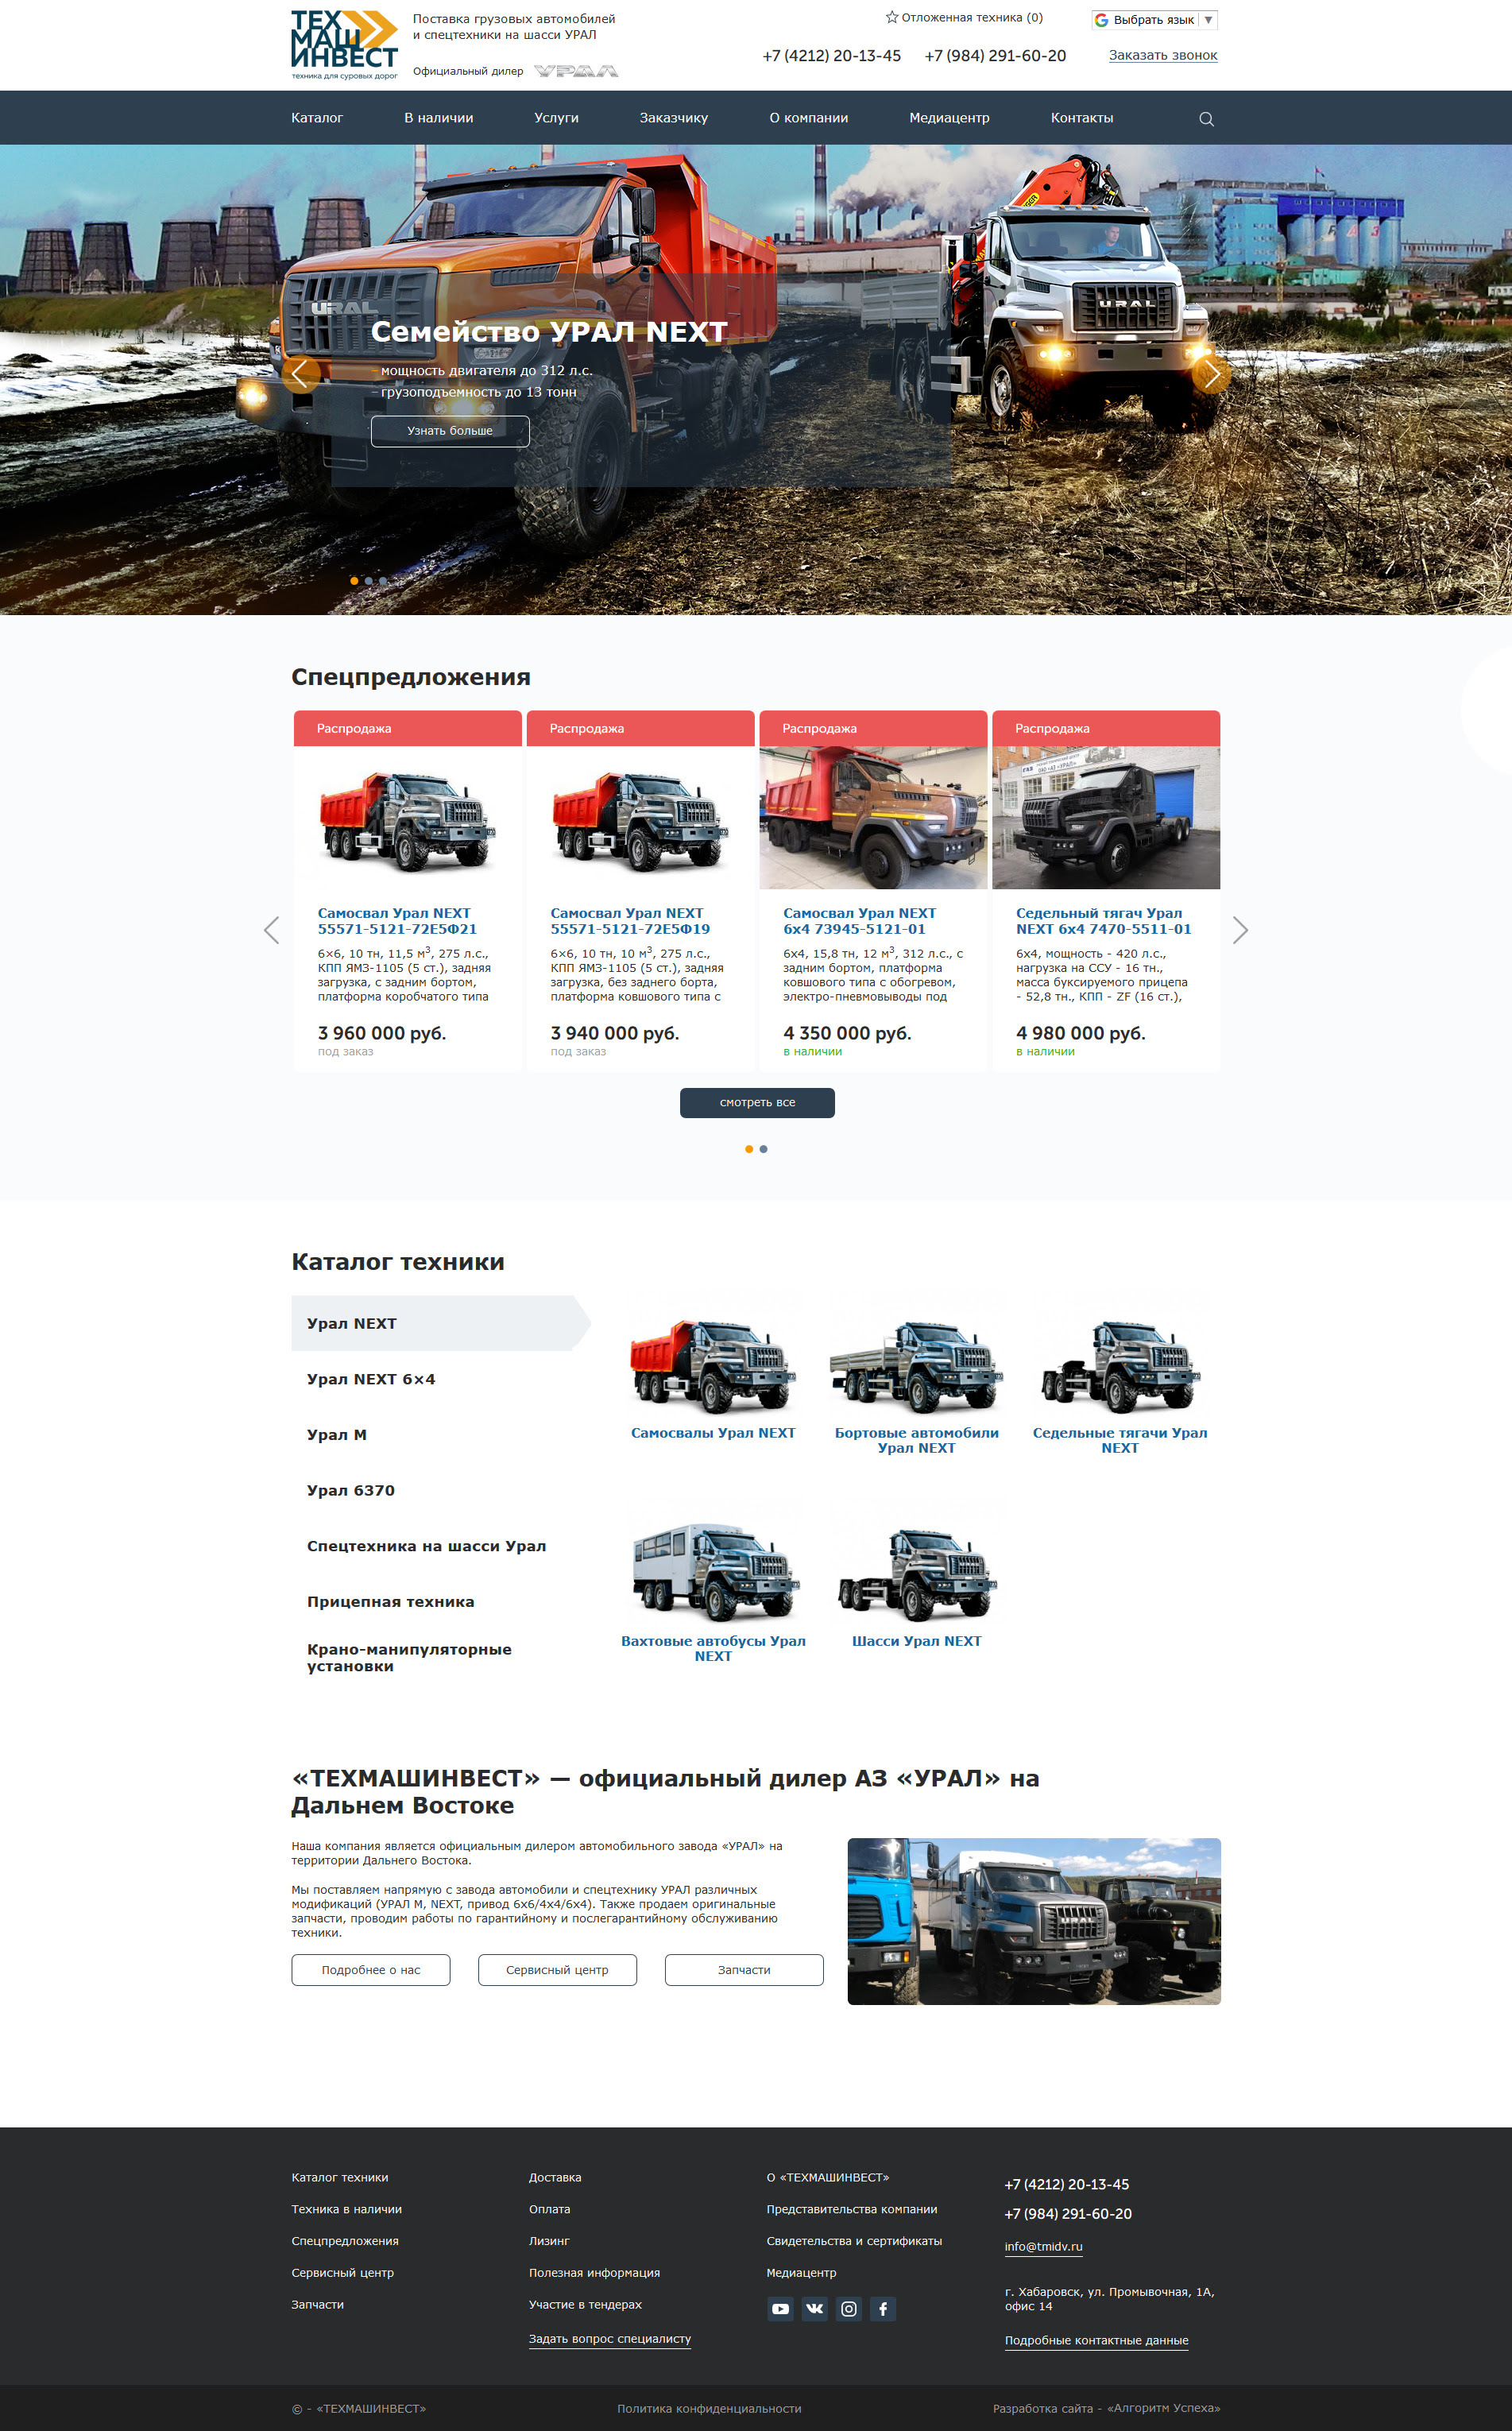 ТЕХ
МАШ
ИНВЕСТ
техника для суровых дорог
Поставка грузовых автомобилей
и спецтехники на шасси УРАЛ
Официальный дилер УРАЛ
Отложенная техника (0)
Выбрать язык ▼
+7 (4212) 20-13-45
+7 (984) 291-60-20
Заказать звонок
Каталог
В наличии
Услуги
Заказчику
О компании
Медиацентр
Контакты
URAL
URAL
Семейство УРАЛ NEXT
– мощность двигателя до 312 л.с.
– грузоподъемность до 13 тонн
Узнать больше
Спецпредложения
Распродажа
Самосвал Урал NEXT
55571-5121-72Е5Ф21
6×6, 10 тн, 11,5 м³, 275 л.с.,
КПП ЯМЗ-1105 (5 ст.), задняя
загрузка, с задним бортом,
платформа коробчатого типа
3 960 000 руб.
под заказ
Распродажа
Самосвал Урал NEXT
55571-5121-72Е5Ф19
6×6, 10 тн, 10 м³, 275 л.с.,
КПП ЯМЗ-1105 (5 ст.), задняя
загрузка, без заднего борта,
платформа ковшового типа с
3 940 000 руб.
под заказ
Распродажа
Самосвал Урал NEXT
6х4 73945-5121-01
6х4, 15,8 тн, 12 м³, 312 л.с., с
задним бортом, платформа
ковшового типа с обогревом,
электро-пневмовыводы под
4 350 000 руб.
в наличии
Распродажа
Седельный тягач Урал
NEXT 6х4 7470-5511-01
6х4, мощность - 420 л.с.,
нагрузка на ССУ - 16 тн.,
масса буксируемого прицепа
- 52,8 тн., КПП - ZF (16 ст.),
4 980 000 руб.
в наличии
смотреть все
Каталог техники
Урал NEXT
Урал NEXT 6×4
Урал М
Урал 6370
Спецтехника на шасси Урал
Прицепная техника
Крано-манипуляторные
установки
Самосвалы Урал NEXT
Бортовые автомобили
Урал NEXT
Седельные тягачи Урал
NEXT
Вахтовые автобусы Урал
NEXT
Шасси Урал NEXT
«ТЕХМАШИНВЕСТ» — официальный дилер АЗ «УРАЛ» на
Дальнем Востоке
Наша компания является официальным дилером автомобильного завода «УРАЛ» на
территории Дальнего Востока.
Мы поставляем напрямую с завода автомобили и спецтехнику УРАЛ различных
модификаций (УРАЛ М, NEXT, привод 6х6/4х4/6х4). Также продаем оригинальные
запчасти, проводим работы по гарантийному и послегарантийному обслуживанию
техники.
Подробнее о нас
Сервисный центр
Запчасти
URAL
Каталог техники
Техника в наличии
Спецпредложения
Сервисный центр
Запчасти
Доставка
Оплата
Лизинг
Полезная информация
Участие в тендерах
Задать вопрос специалисту
О «ТЕХМАШИНВЕСТ»
Представительства компании
Свидетельства и сертификаты
Медиацентр
+7 (4212) 20-13-45
+7 (984) 291-60-20
info@tmidv.ru
г. Хабаровск, ул. Промывочная, 1А,
офис 14
Подробные контактные данные
© - «ТЕХМАШИНВЕСТ»
Политика конфиденциальности
Разработка сайта - «Алгоритм Успеха»